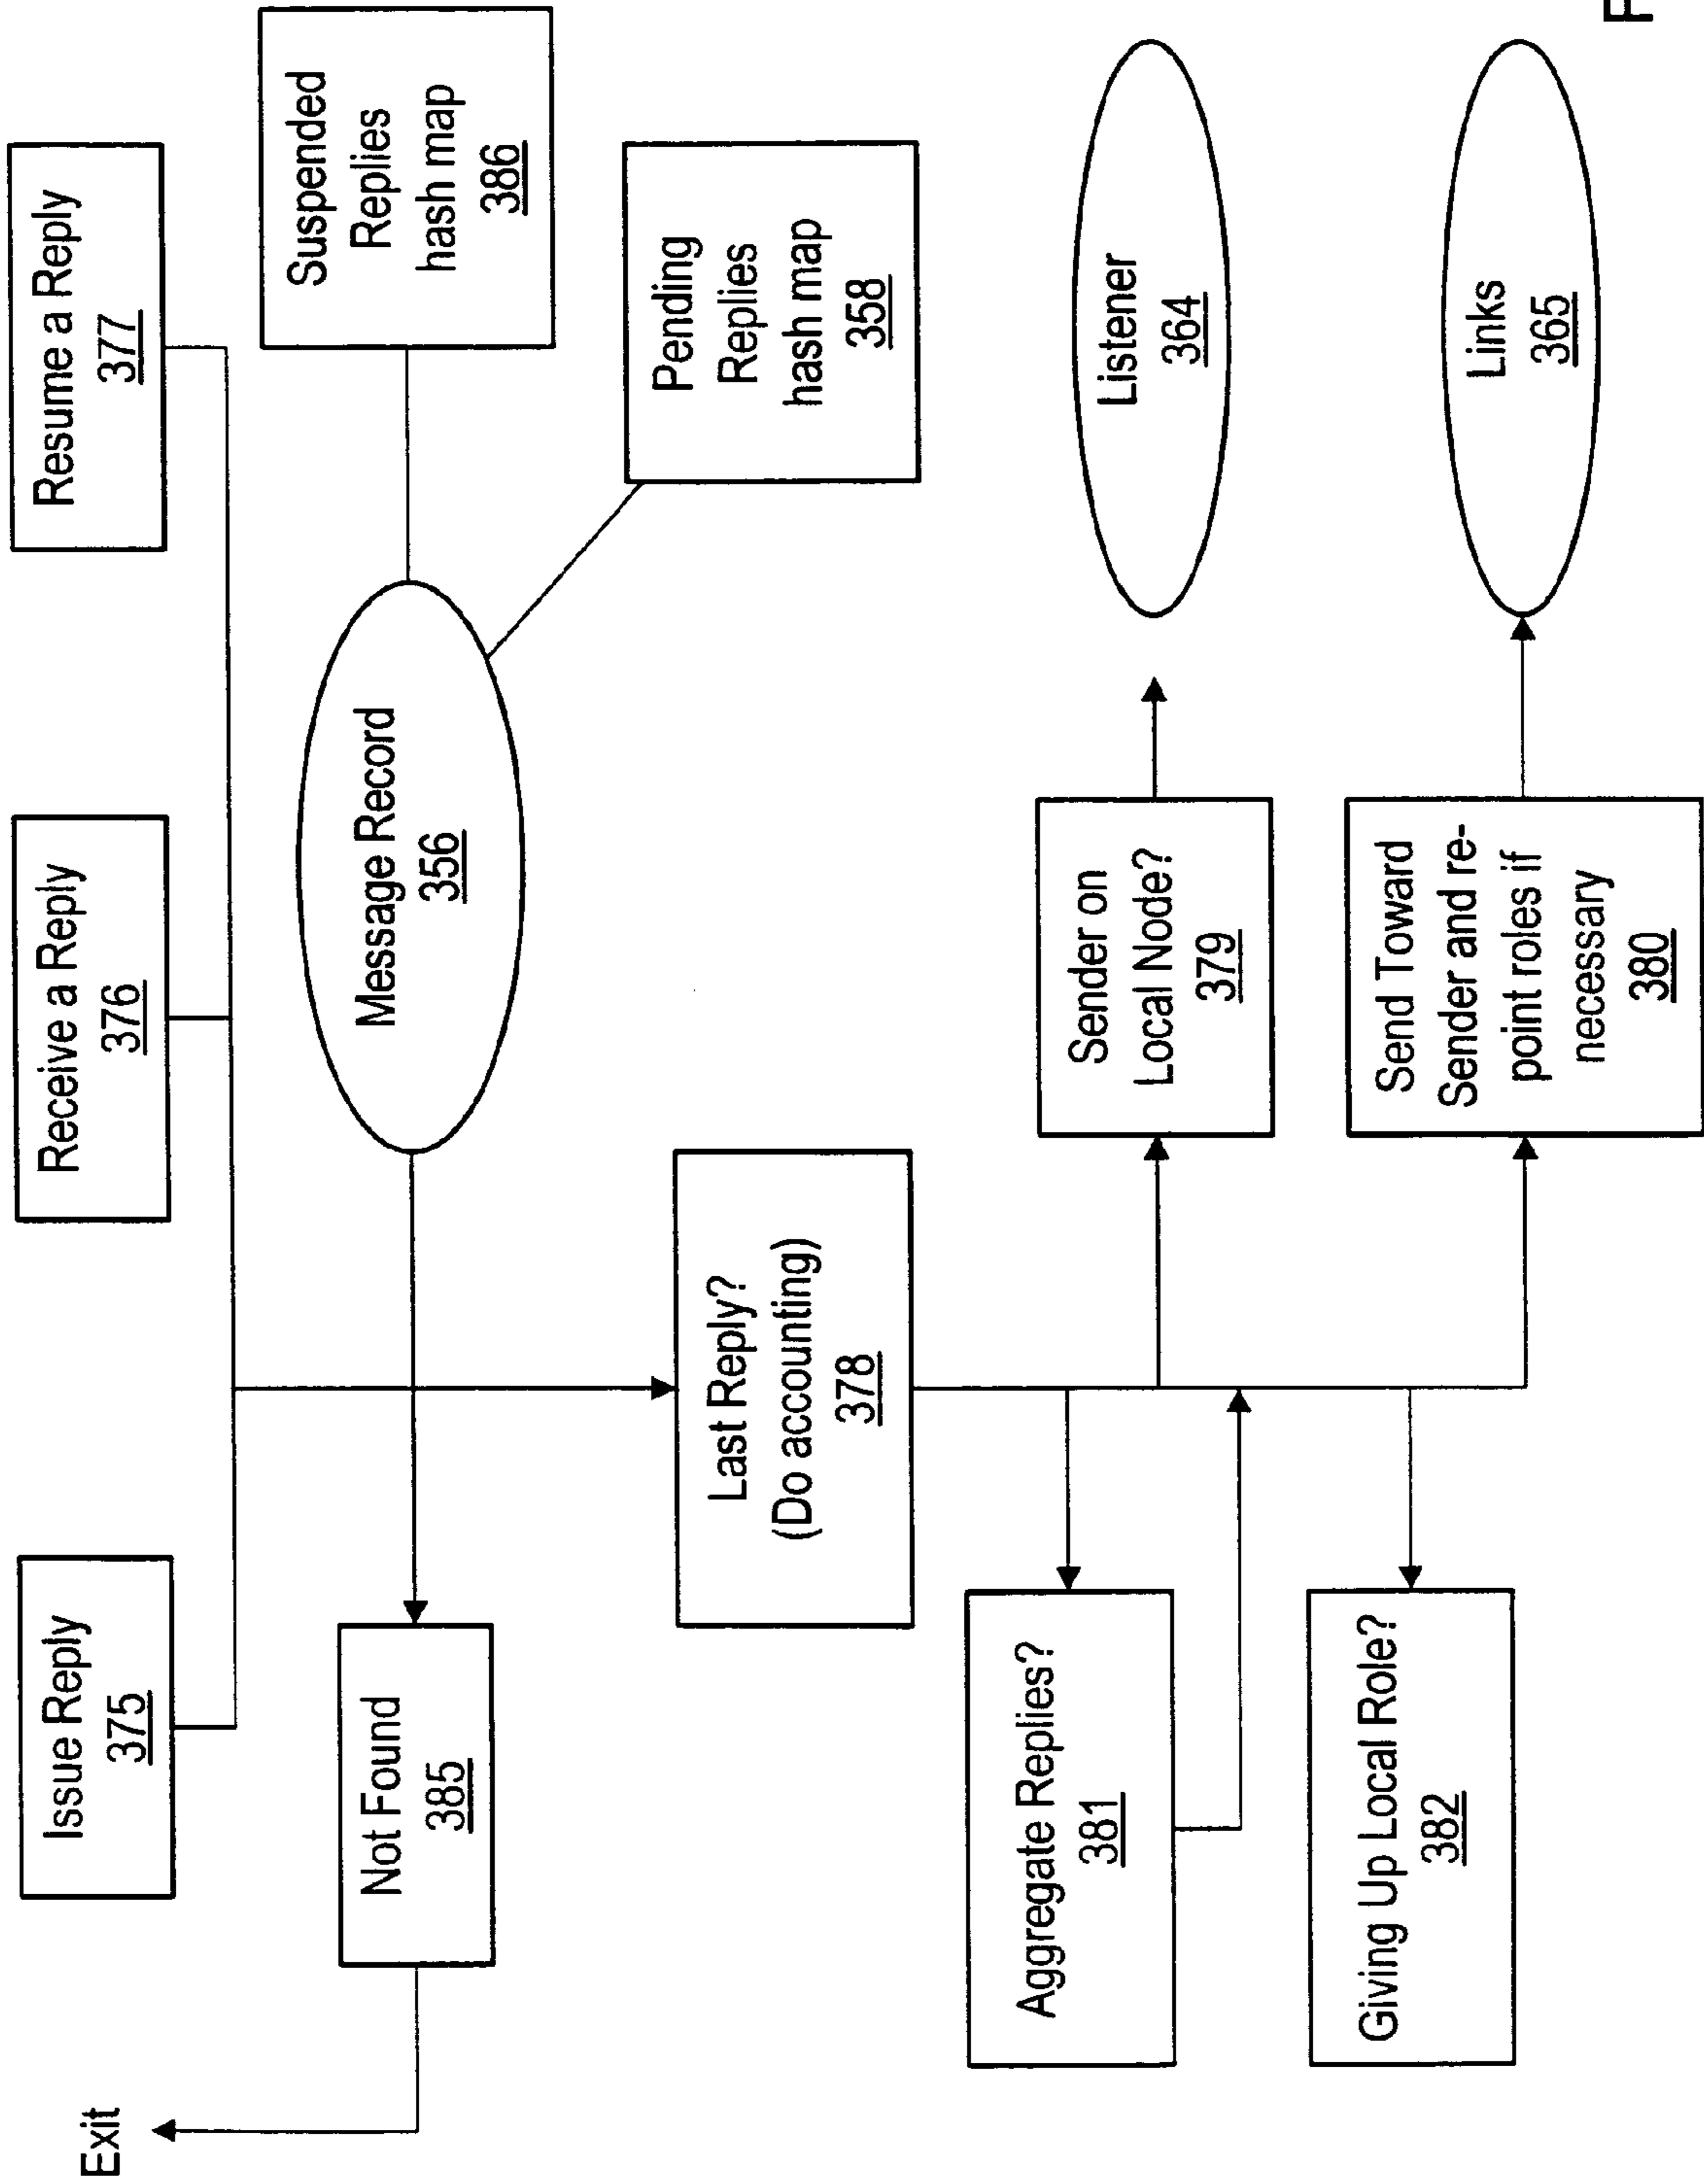 Exit
Issue Reply
375
Receive a Reply
376
Resume a Reply
377
Not Found
385
Message Record
356
Suspended
Replies
hash map
386
Pending
Replies
hash map
358
Last Reply?
(Do accounting)
378
Aggregate Replies?
381
Sender on
Local Node?
379
Listener
364
Giving Up Local Role?
382
Send Toward
Sender and re-
point roles if
necessary
380
Links
365